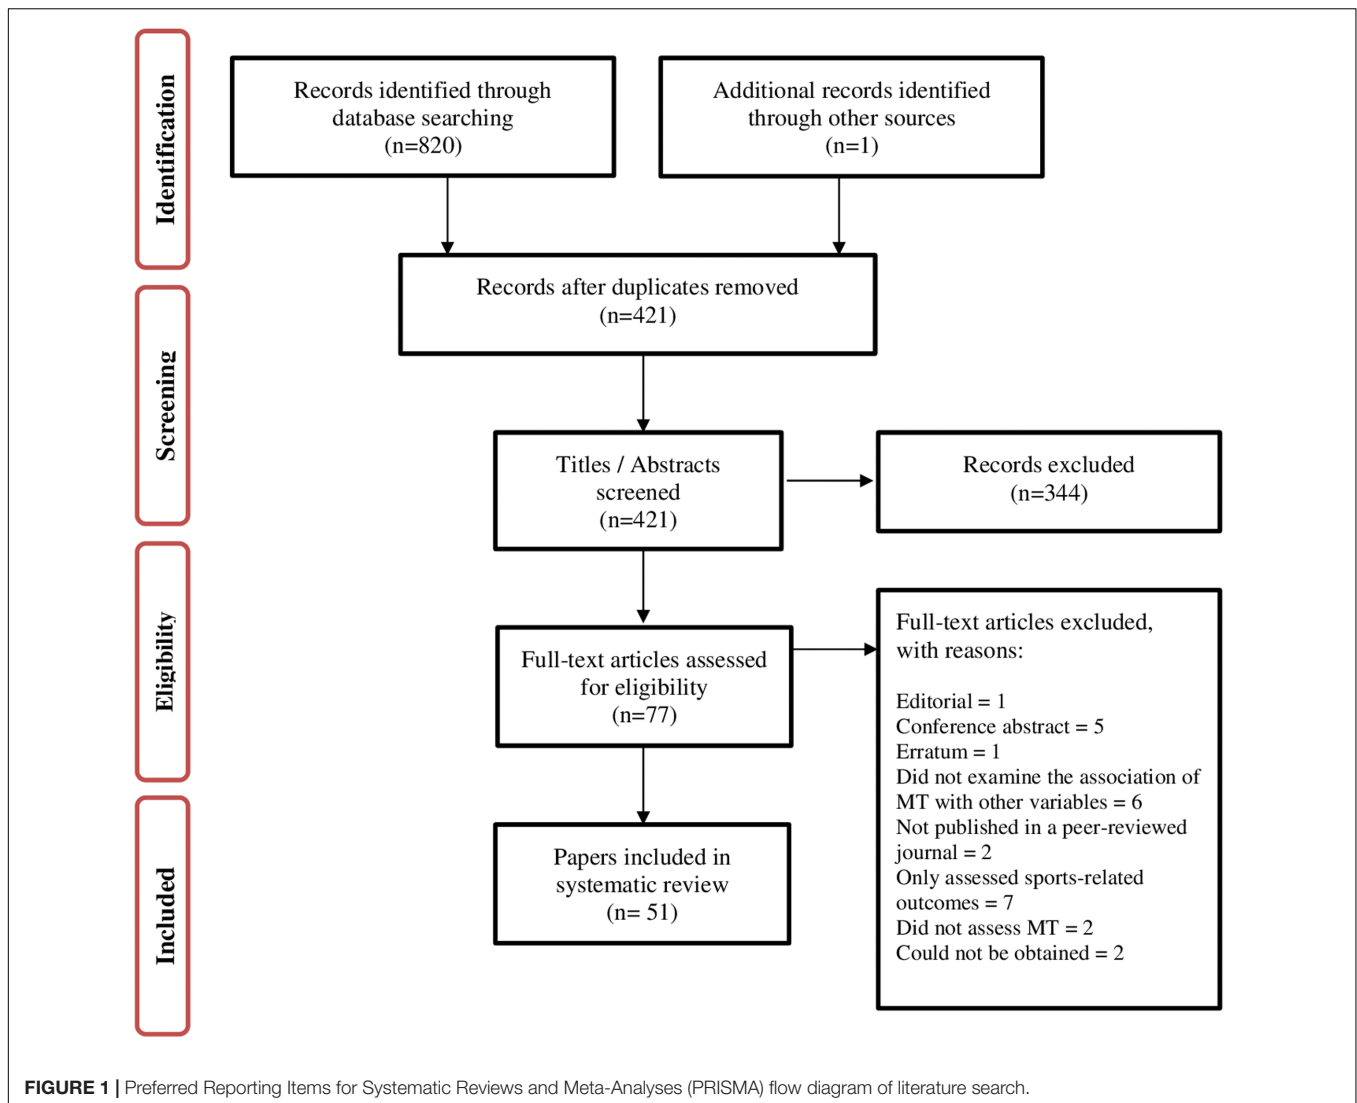 Identification
Records identified through
database searching
(n=820)
Additional records identified
through other sources
(n=1)
Records after duplicates removed
(n=421)
Screening
Titles / Abstracts
screened
(n=421)
Records excluded
(n=344)
Eligibility
Full-text articles assessed
for eligibility
(n=77)
Full-text articles excluded,
with reasons:
Editorial = 1
Conference abstract = 5
Erratum = 1
Did not examine the association of
MT with other variables = 6
Not published in a peer-reviewed
journal = 2
Only assessed sports-related
outcomes = 7
Did not assess MT = 2
Could not be obtained = 2
Included
Papers included in
systematic review
(n= 51)
FIGURE 1 | Preferred Reporting Items for Systematic Reviews and Meta-Analyses (PRISMA) flow diagram of literature search.